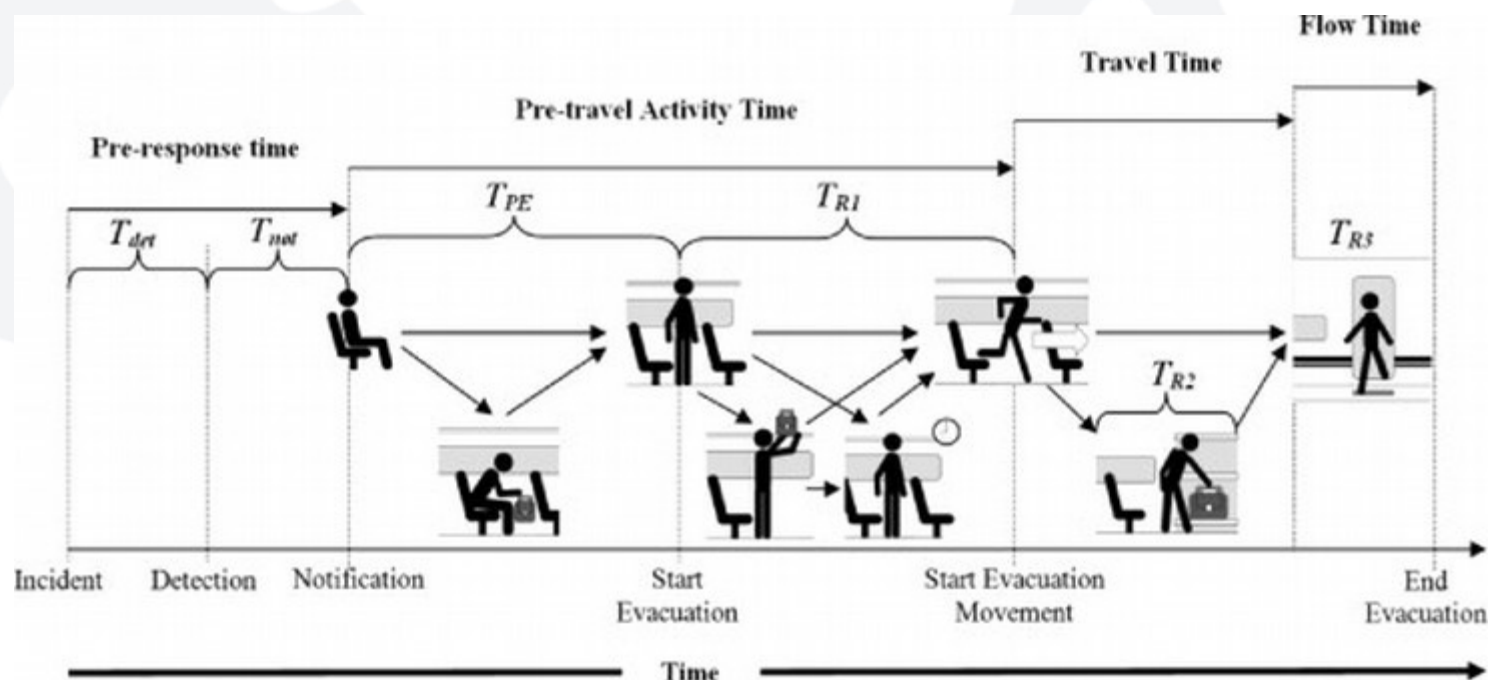 Flow Time
Travel Time
Pre-travel Activity Time
Pre-response time
T_PE
T_R1
T_det
T_not
T_R3
T_R2
Incident
Detection
Notification
Start
Evacuation
Start Evacuation
Movement
End
Evacuation
Time